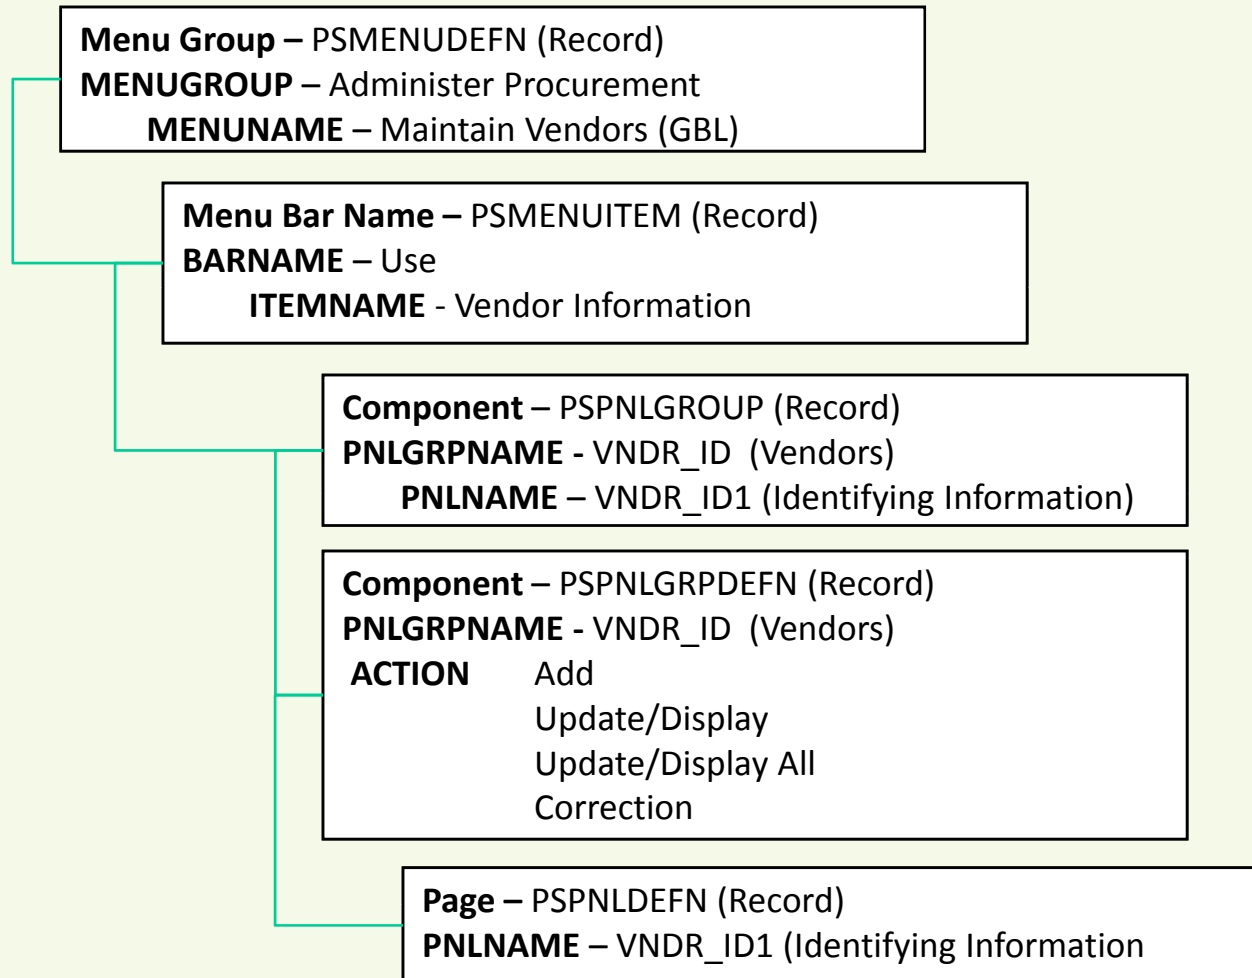 Menu Group – PSMENUDEFN (Record)
MENUGROUP – Administer Procurement
MENUNAME – Maintain Vendors (GBL)
Menu Bar Name – PSMENUITEM (Record)
BARNAME – Use
ITEMNAME - Vendor Information
Component – PSPNLGROUP (Record)
PNLGRPNAME - VNDR_ID (Vendors)
PNLNAME – VNDR_ID1 (Identifying Information)
Component – PSPNLGRPDEFN (Record)
PNLGRPNAME - VNDR_ID (Vendors)
ACTION Add
Update/Display
Update/Display All
Correction
Page – PSPNLDEFN (Record)
PNLNAME – VNDR_ID1 (Identifying Information